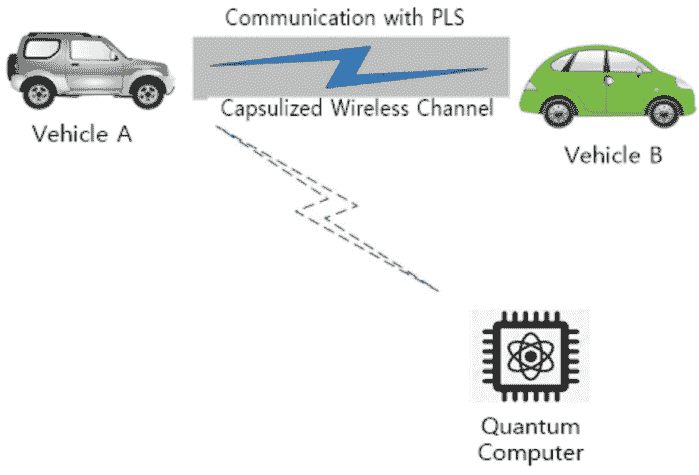 Communication with PLS
Capsulized Wireless Channel
Vehicle A
Vehicle B
Quantum
Computer